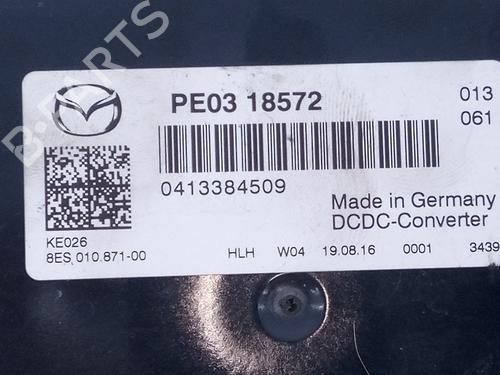 B-PARTS
PE03 18572
013
061
0413384509
Made in Germany
DCDC-Converter
KE026
8ES 010.871-00
HLH W04 19.08.16 0001 3439